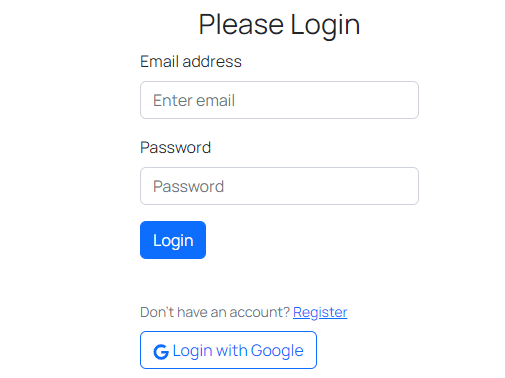 Please Login
Email address
Enter email
Password
Password
Login
Don't have an account? Register
Login with Google